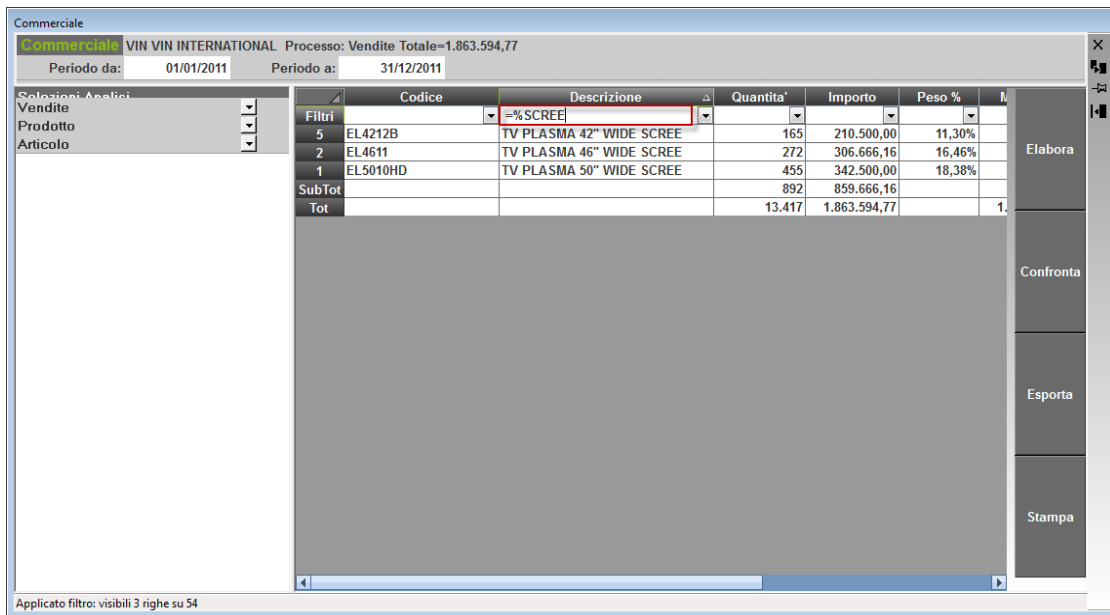 Commerciale
Commerciale VIN VIN INTERNATIONAL Processo: Vendite Totale=1.863.594,77
Periodo da: 01/01/2011 Periodo a: 31/12/2011
Selezioni Analisi
Vendite
Prodotto
Articolo
Codice Descrizione Quantita' Importo Peso % M
Filtri =%SCREE
5 EL4212B TV PLASMA 42" WIDE SCREE 165 210.500,00 11,30%
2 EL4611 TV PLASMA 46" WIDE SCREE 272 306.666,16 16,46%
1 EL5010HD TV PLASMA 50" WIDE SCREE 455 342.500,00 18,38%
SubTot 892 859.666,16
Tot 13.417 1.863.594,77 1.
Elabora
Confronta
Esporta
Stampa
Applicato filtro: visibili 3 righe su 54